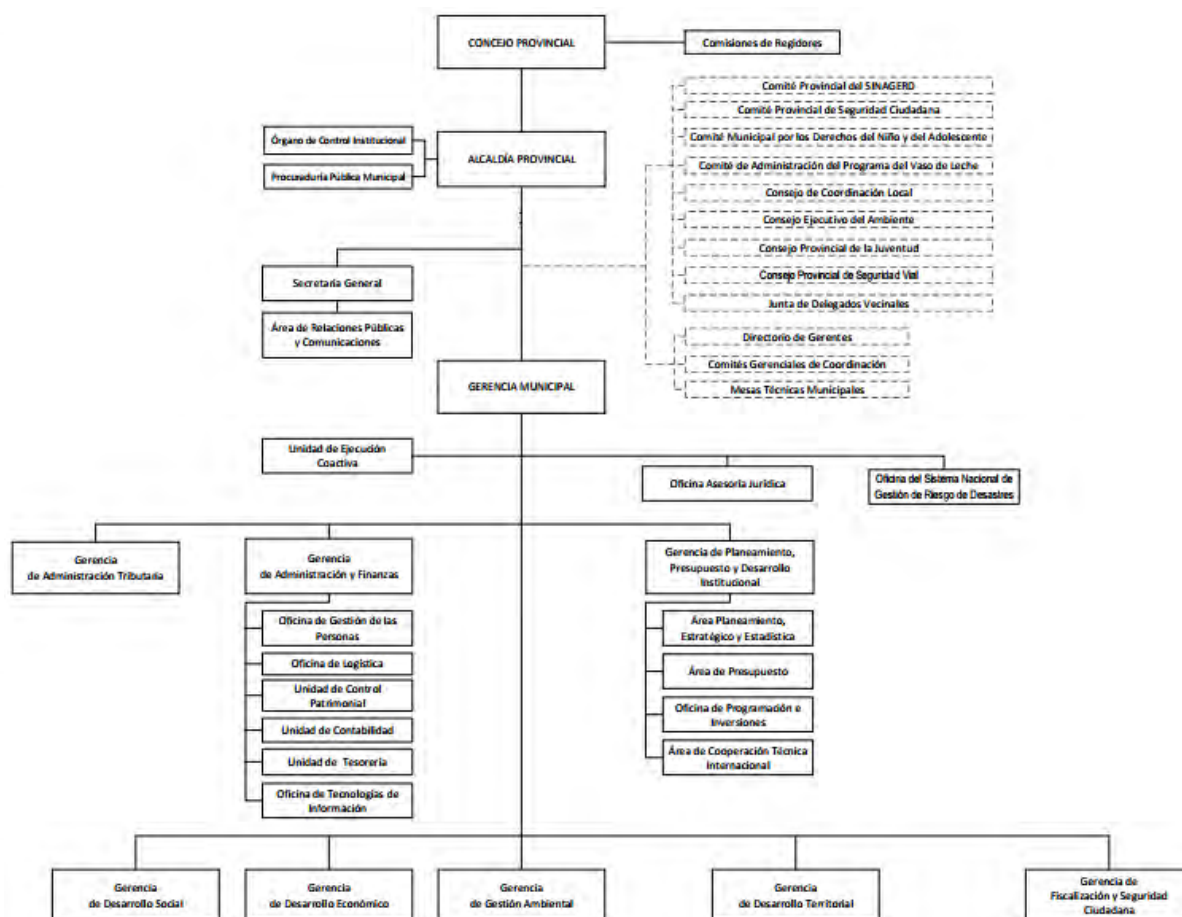 CONCEJO PROVINCIAL
Comisiones de Regidores
Comité Provincial del SINAGERD
Comité Provincial de Seguridad Ciudadana
Comité Municipal por los Derechos del Niño y del Adolescente
Comité de Administración del Programa del Vaso de Leche
Consejo de Coordinación Local
Consejo Ejecutivo del Ambiente
Consejo Provincial de la Juventud
Consejo Provincial de Seguridad Vial
Junta de Delegados Vecinales
Órgano de Control Institucional
Procuraduría Pública Municipal
ALCALDÍA PROVINCIAL
Secretaría General
Área de Relaciones Públicas
y Comunicaciones
Directorio de Gerentes
Comités Gerenciales de Coordinación
Mesas Técnicas Municipales
GERENCIA MUNICIPAL
Unidad de Ejecución
Coactiva
Oficina Asesoría Jurídica
Oficina del Sistema Nacional de
Gestión de Riesgo de Desastres
Gerencia
de Administración Tributaria
Gerencia
de Administración y Finanzas
Oficina de Gestión de las
Personas
Oficina de Logística
Unidad de Control
Patrimonial
Unidad de Contabilidad
Unidad de Tesorería
Oficina de Tecnologías de
Información
Gerencia de Planeamiento,
Presupuesto y Desarrollo
Institucional
Área Planeamiento,
Estratégico y Estadística
Área de Presupuesto
Oficina de Programación e
Inversiones
Área de Cooperación Técnica
Internacional
Gerencia
de Desarrollo Social
Gerencia
de Desarrollo Económico
Gerencia
de Gestión Ambiental
Gerencia
de Desarrollo Territorial
Gerencia de
Fiscalización y Seguridad
Ciudadana